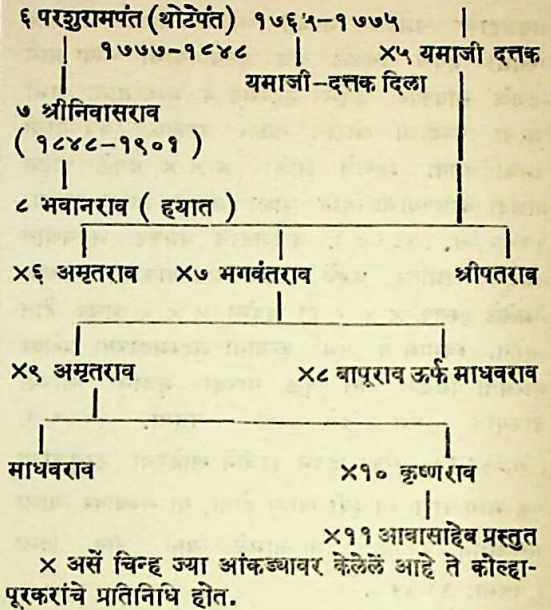 ६ परशुरामपंत (थोटेपंत) १७६५-१७७५
१७७७-१८४८ ×५ यमाजी दत्तक
यमाजी-दत्तक दिला
७ श्रीनिवासराव
( १८४८-१९०१ )
८ भवानराव ( हयात )
×६ अमृतराव ×७ भगवंतराव श्रीपतराव
×९ अमृतराव ×८ बापूराव ऊर्फ माधवराव
माधवराव ×१० कृष्णराव
×११ आबासाहेब प्रस्तुत
× असें चिन्ह ज्या आंकड्यावर केलेलें आहे ते कोल्हा-
पूरकरांचे प्रतिनिधि होत.